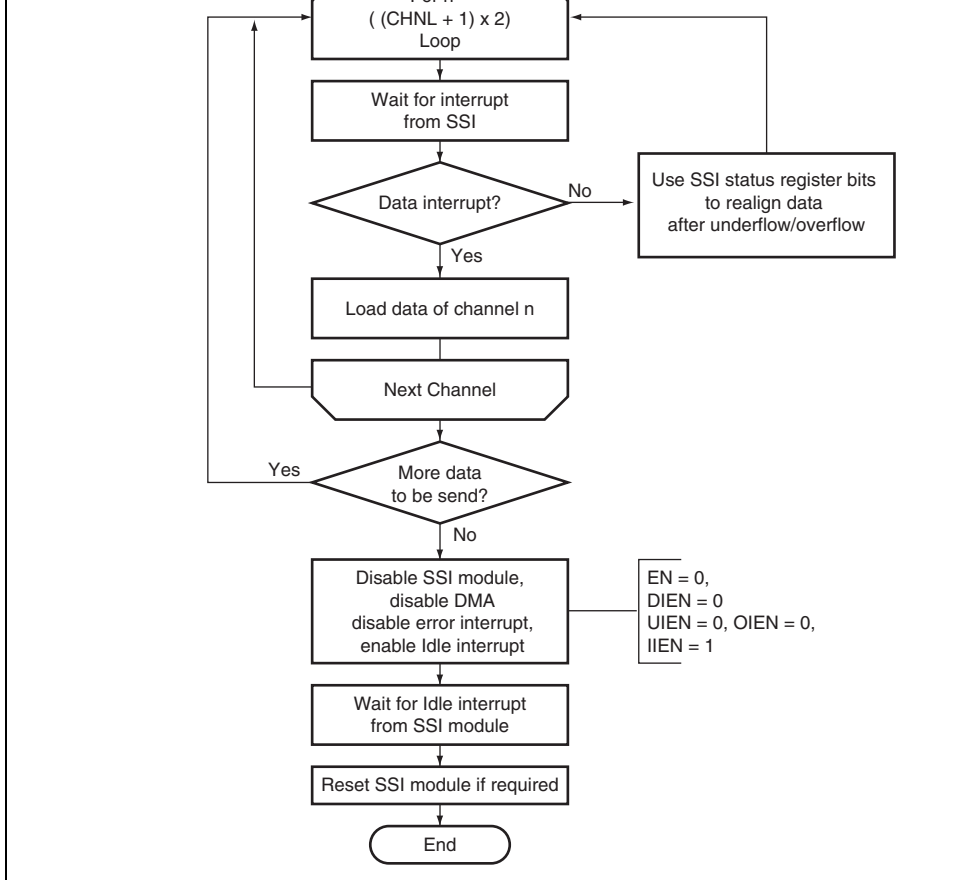 ( (CHNL + 1) x 2)
Loop
Wait for interrupt
from SSI
Data interrupt?
No
Use SSI status register bits
to realign data
after underflow/overflow
Yes
Load data of channel n
Next Channel
Yes
More data
to be send?
No
Disable SSI module,
disable DMA
disable error interrupt,
enable Idle interrupt
EN = 0,
DIEN = 0
UIEN = 0, OIEN = 0,
IIEN = 1
Wait for Idle interrupt
from SSI module
Reset SSI module if required
End